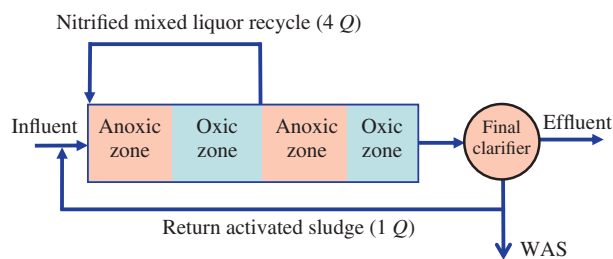 Nitrified mixed liquor recycle (4 Q)
Influent
Anoxic
zone
Oxic
zone
Anoxic
zone
Oxic
zone
Final
clarifier
Effluent
Return activated sludge (1 Q)
WAS